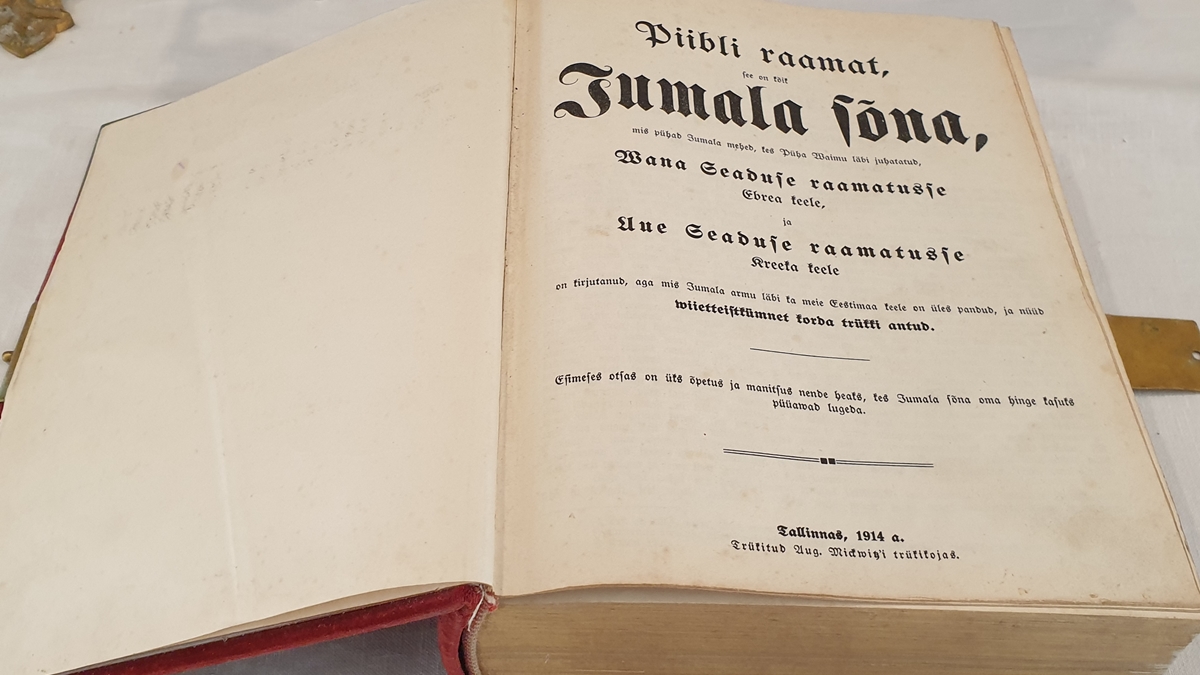 Piibli raamat,
see on kõik
Jumala sõna,
mis pühad Jumala mehed, kes Püha Waimu läbi juhatatud,
Wana Seaduse raamatusse
Ebrea keele,
ja
Uue Seaduse raamatusse
Kreeka keele
on kirjutanud, aga mis Jumala armu läbi ka meie Eestimaa keele on üles pandud, ja nüüd
wiietteistkümnet korda trükki antud.
Esimeses otsas on üks õpetus ja manitsus nende heaks, kes Jumala sõna oma hinge kasuks
püüawad lugeda.
Tallinnas, 1914 a.
Trükitud Aug. Mickwitz'i trükikojas.